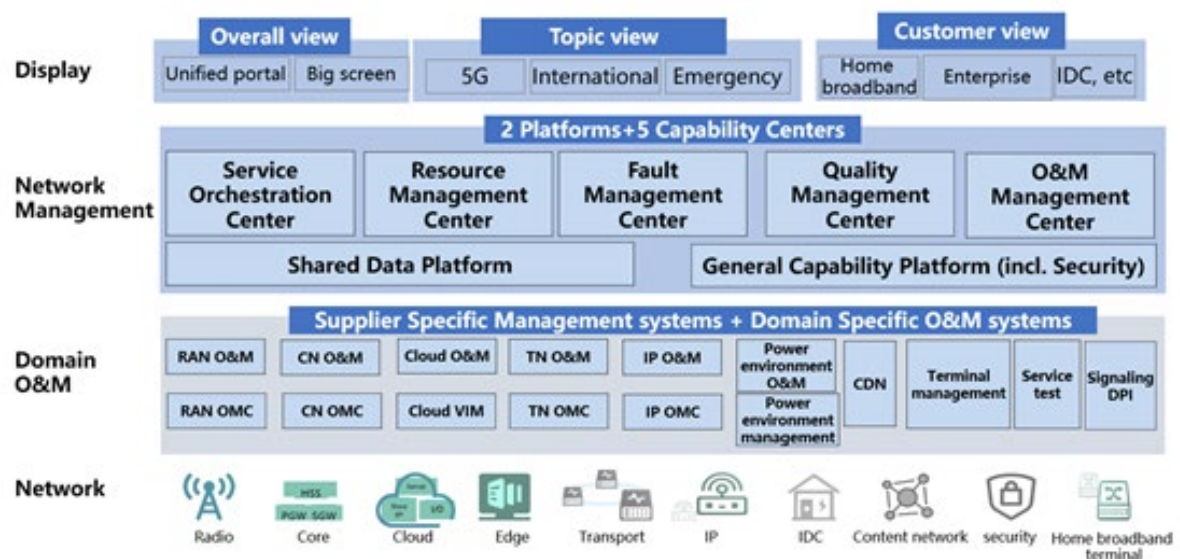 Overall view
Topic view
Customer view
Display
Unified portal
Big screen
5G
International
Emergency
Home
broadband
Enterprise
IDC, etc
2 Platforms+5 Capability Centers
Network
Management
Service
Orchestration
Center
Resource
Management
Center
Fault
Management
Center
Quality
Management
Center
O&M
Management
Center
Shared Data Platform
General Capability Platform (incl. Security)
Supplier Specific Management systems + Domain Specific O&M systems
Domain
O&M
RAN O&M
CN O&M
Cloud O&M
TN O&M
IP O&M
Power
environment
O&M
CDN
Terminal
management
Service
test
Signaling
DPI
RAN OMC
CN OMC
Cloud VIM
TN OMC
IP OMC
Power
environment
management
Network
HSS
PGW SGW
I/O
Radio
Core
Cloud
Edge
Transport
IP
IDC
Content network
security
Home broadband
terminal